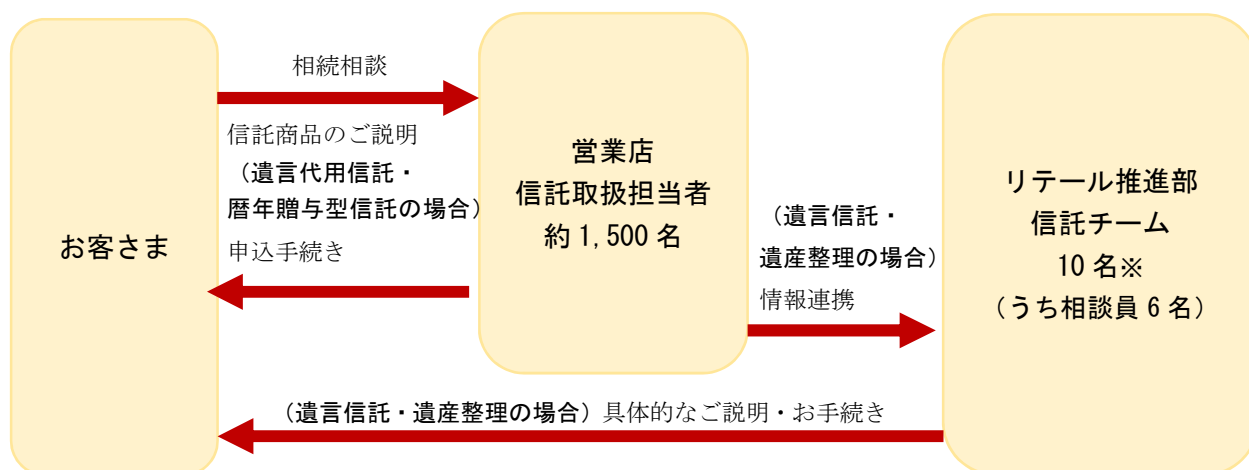 お客さま
相続相談
信託商品のご説明
（遺言代用信託・
暦年贈与型信託の場合）
申込手続き
営業店
信託取扱担当者
約1,500名
（遺言信託・
遺産整理の場合）
情報連携
リテール推進部
信託チーム
10名※
（うち相談員6名）
（遺言信託・遺産整理の場合）具体的なご説明・お手続き